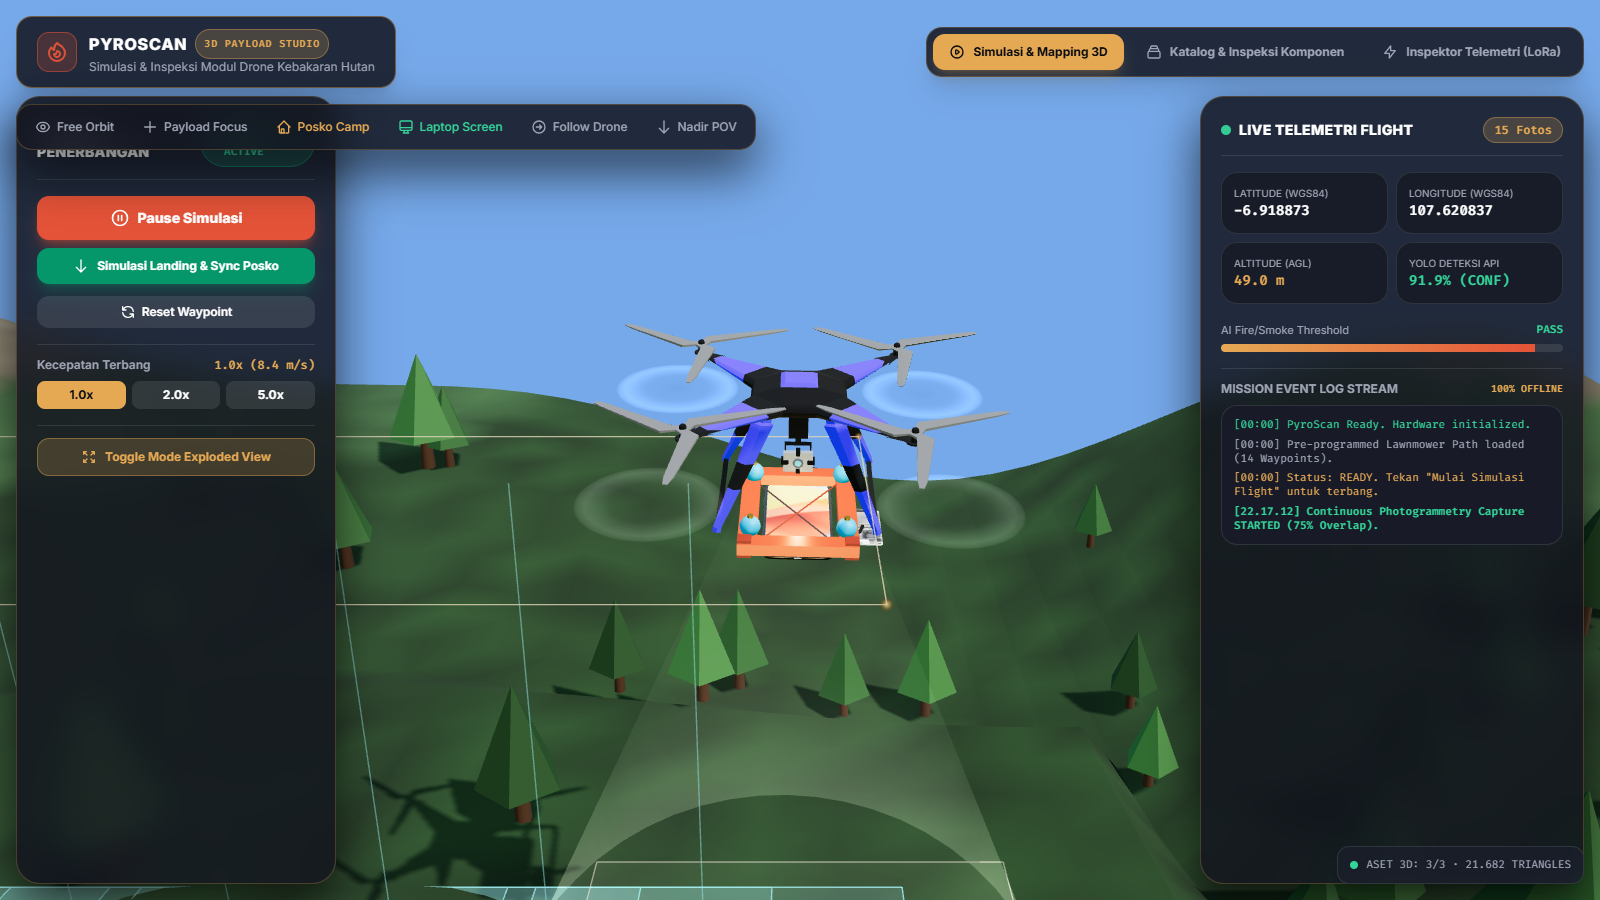 PYROSCAN
3D PAYLOAD STUDIO
Simulasi & Inspeksi Modul Drone Kebakaran Hutan
Simulasi & Mapping 3D
Katalog & Inspeksi Komponen
Inspektor Telemetri (LoRa)
Free Orbit
Payload Focus
Posko Camp
Laptop Screen
Follow Drone
Nadir POV
PENERBANGAN
ACTIVE
Pause Simulasi
Simulasi Landing & Sync Posko
Reset Waypoint
Kecepatan Terbang
1.0x (8.4 m/s)
1.0x
2.0x
5.0x
Toggle Mode Exploded View
LIVE TELEMETRI FLIGHT
15 Fotos
LATITUDE (WGS84)
-6.918873
LONGITUDE (WGS84)
107.620837
ALTITUDE (AGL)
49.0 m
YOLO DETEKSI API
91.9% (CONF)
AI Fire/Smoke Threshold
PASS
MISSION EVENT LOG STREAM
100% OFFLINE
[00:00] PyroScan Ready. Hardware initialized.
[00:00] Pre-programmed Lawnmower Path loaded
(14 Waypoints).
[00:00] Status: READY. Tekan "Mulai Simulasi
Flight" untuk terbang.
[22.17.12] Continuous Photogrammetry Capture
STARTED (75% Overlap).
ASET 3D: 3/3 · 21.682 TRIANGLES